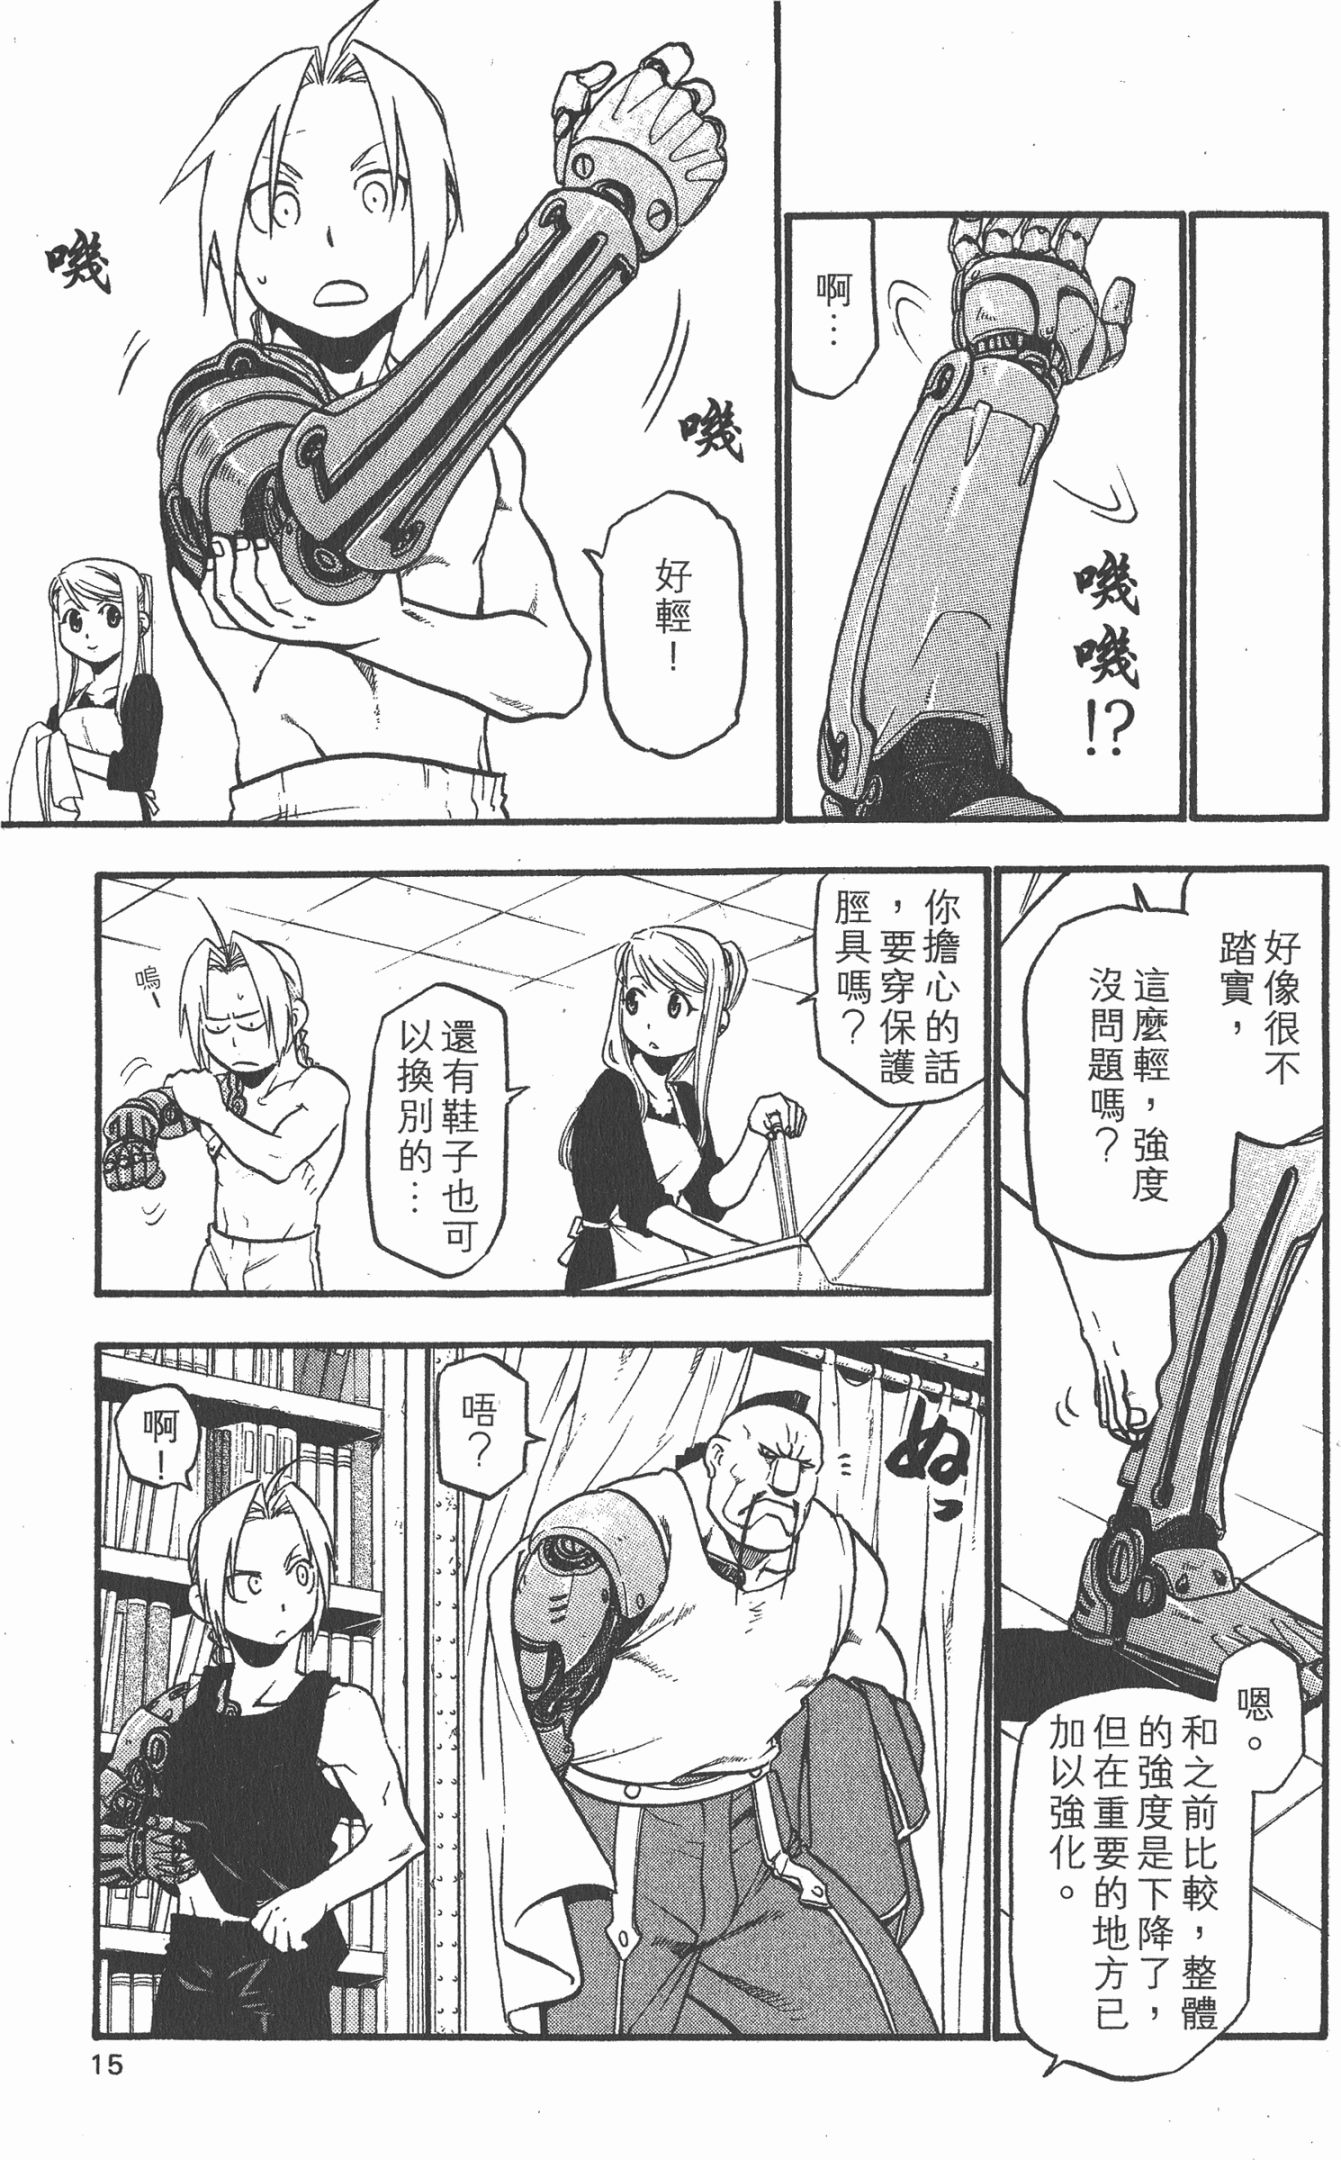 嘰
嘰
!?
啊…
嘰
嘰
好輕！
好像很不
踏實，
這麼輕，強度
沒問題嗎？
嗯。
和之前比較，整體
的強度是下降了，
但在重要的地方已
加以強化。
你擔心的話
，要穿保護
脛具嗎？
還有鞋子也可
以換別的…
嗚！
ぬっ
唔？
啊！
15